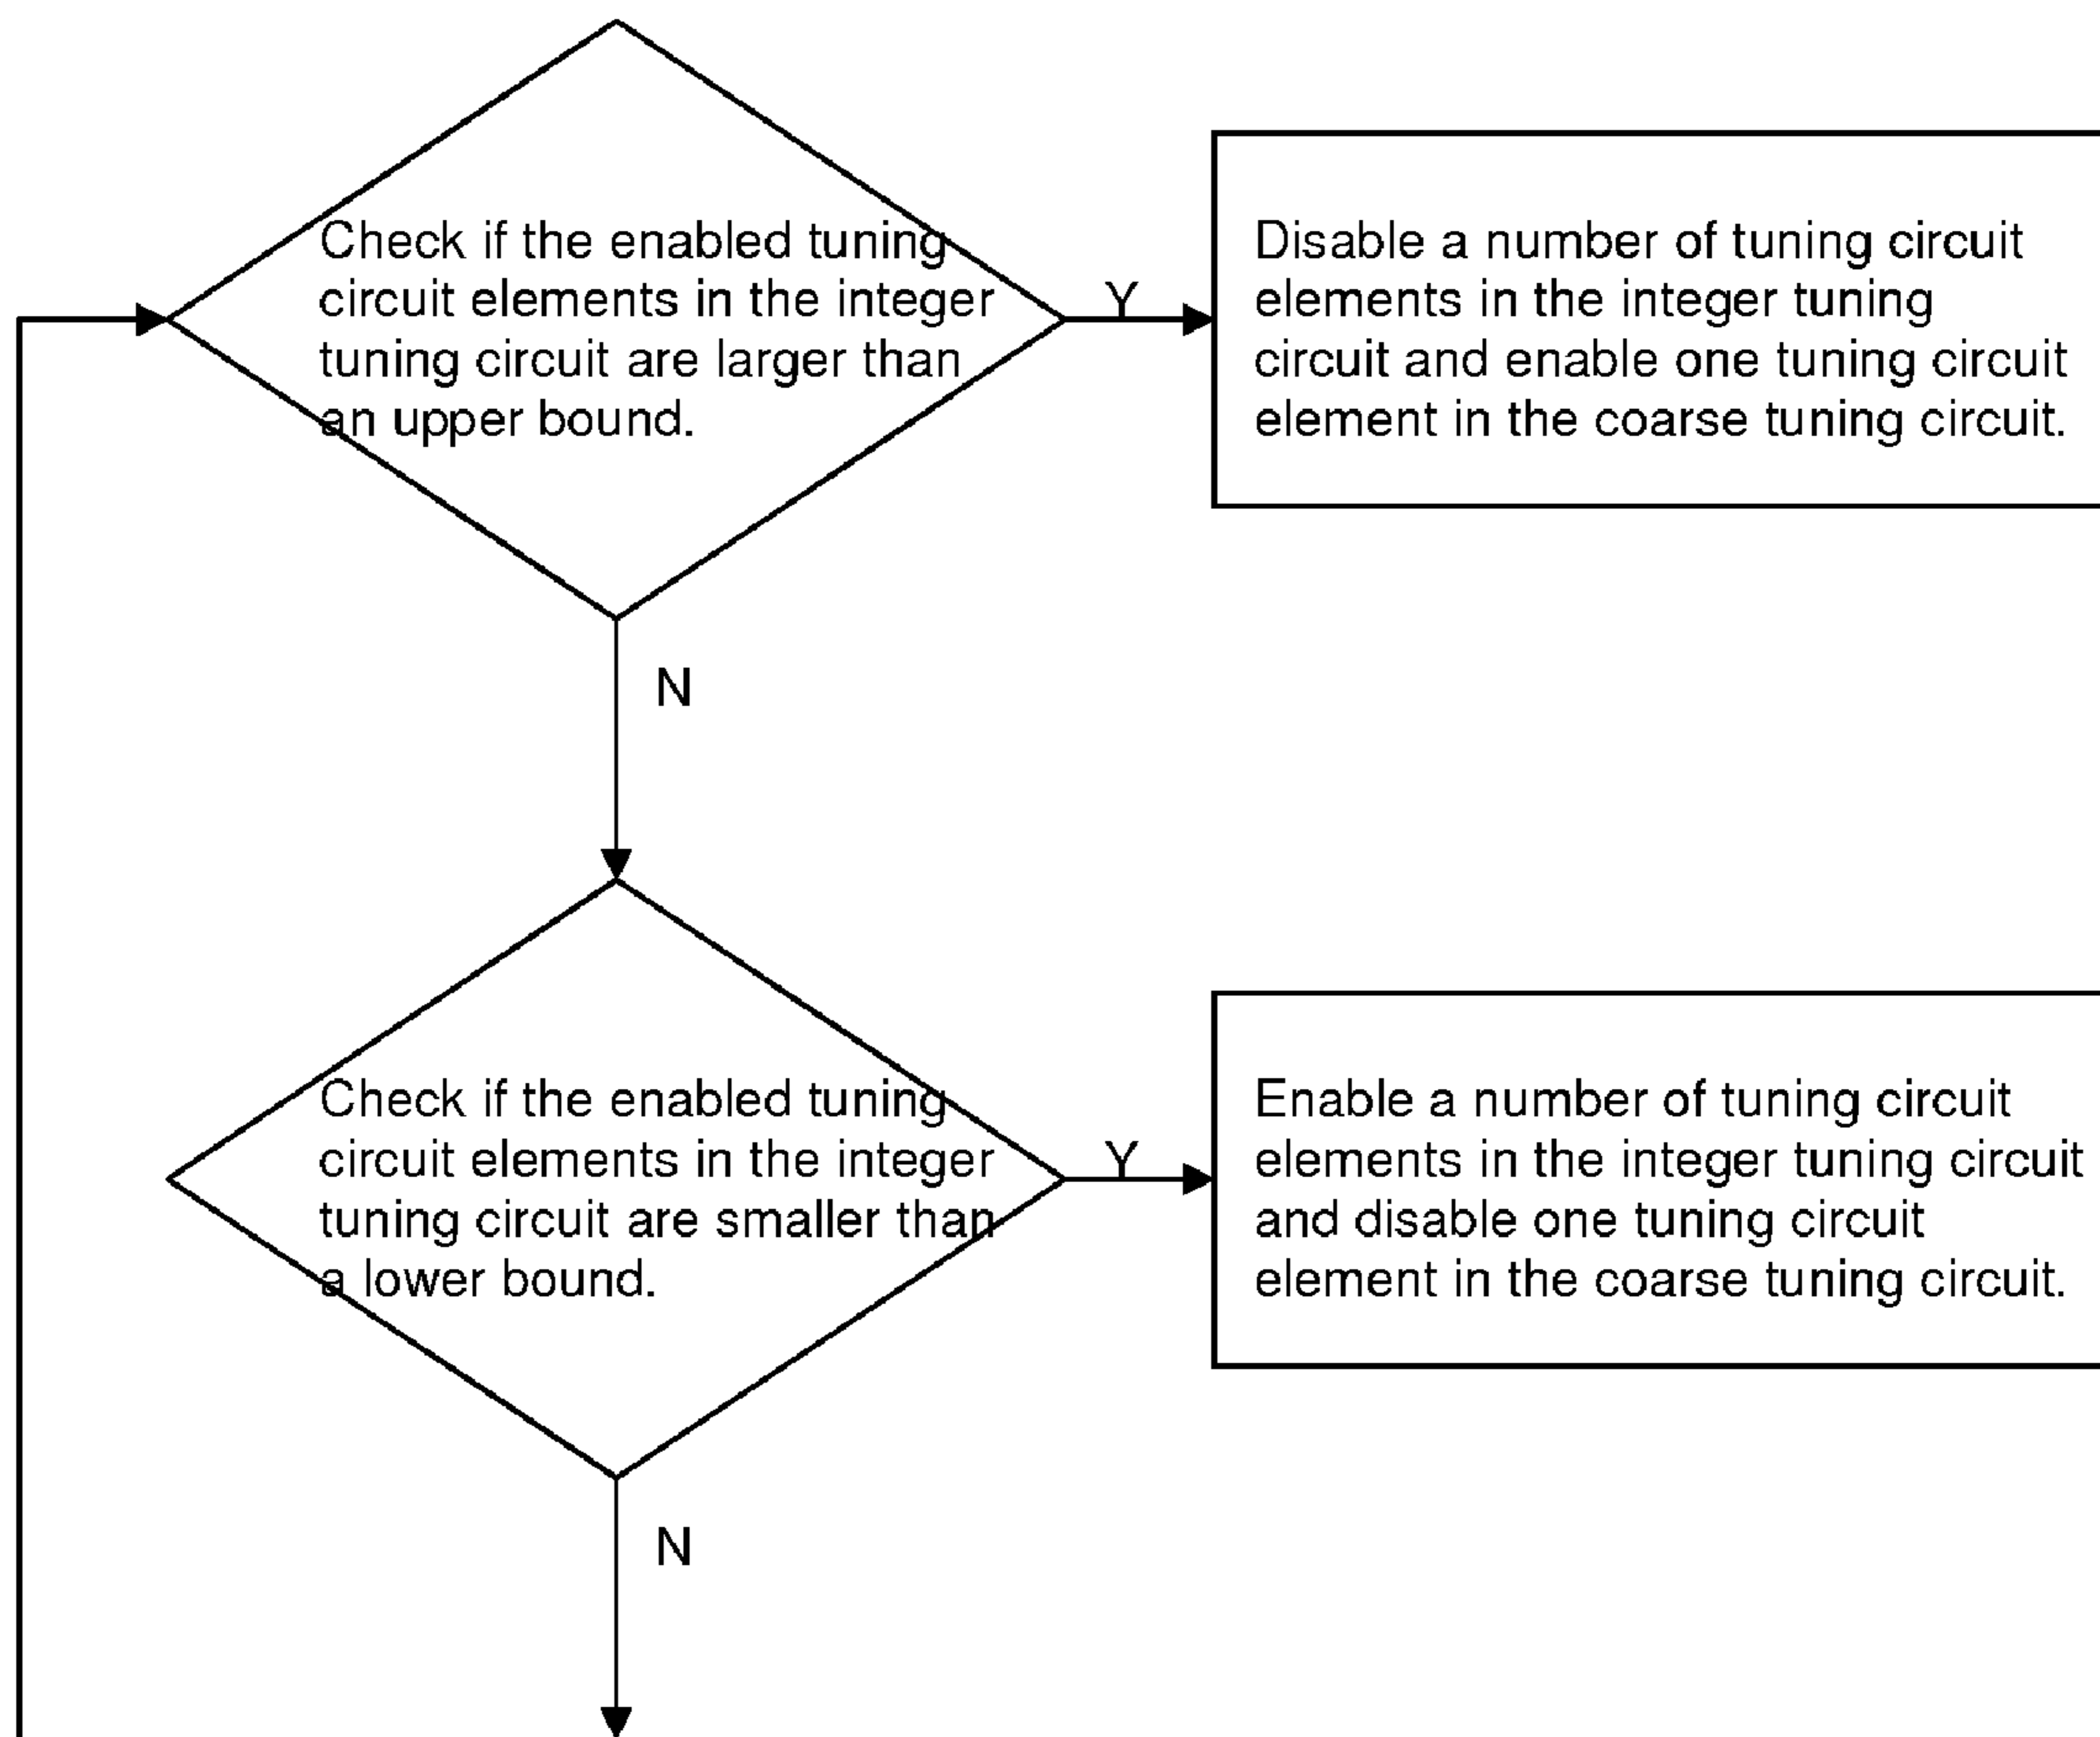 Check if the enabled tuning
circuit elements in the integer
tuning circuit are larger than
an upper bound.
Y
Disable a number of tuning circuit
elements in the integer tuning
circuit and enable one tuning circuit
element in the coarse tuning circuit.
N
Check if the enabled tuning
circuit elements in the integer
tuning circuit are smaller than
a lower bound.
Y
Enable a number of tuning circuit
elements in the integer tuning circuit
and disable one tuning circuit
element in the coarse tuning circuit.
N